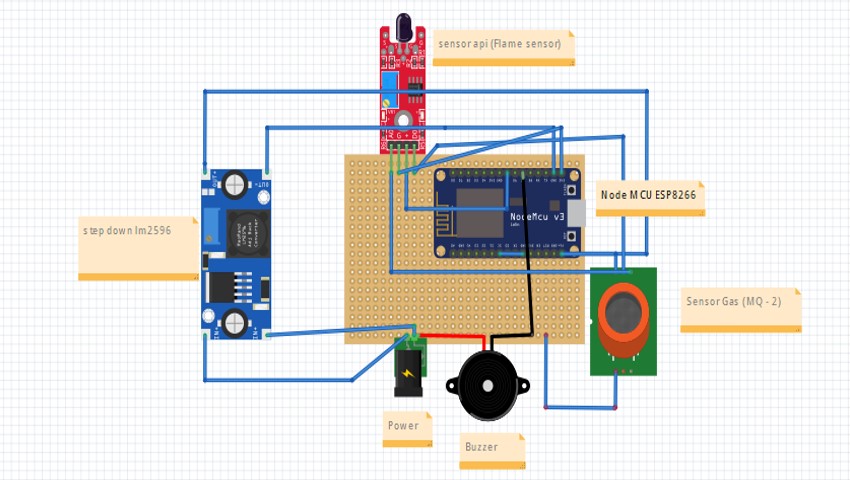 sensor api (Flame sensor)
Node MCU ESP8266
step down lm2596
NodeMcu v3
Sensor Gas (MQ - 2)
Power
Buzzer